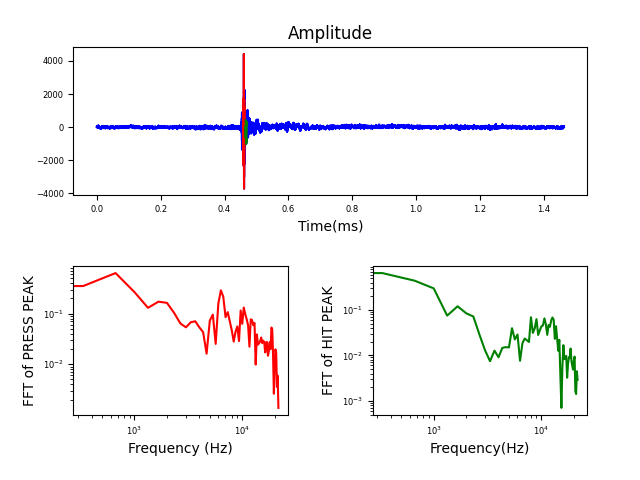 Amplitude
4000
2000
0
−2000
−4000
0.0 0.2 0.4 0.6 0.8 1.0 1.2 1.4
Time(ms)
FFT of PRESS PEAK
10⁻¹
10⁻²
10³ 10⁴
Frequency (Hz)
FFT of HIT PEAK
10⁻¹
10⁻²
10⁻³
10³ 10⁴
Frequency(Hz)